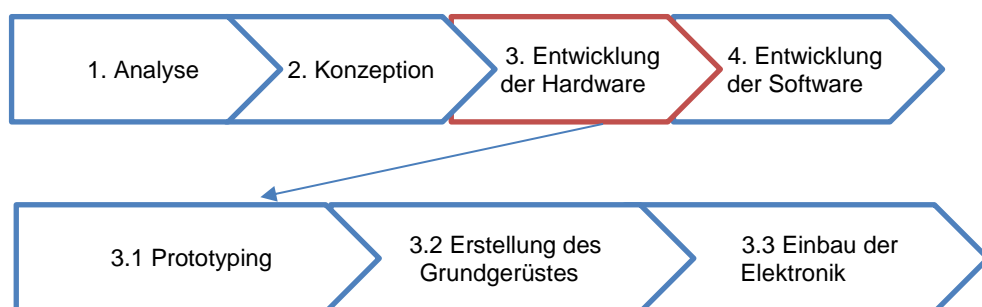 1. Analyse
2. Konzeption
3. Entwicklung
der Hardware
4. Entwicklung
der Software
3.1 Prototyping
3.2 Erstellung des
Grundgerüstes
3.3 Einbau der
Elektronik